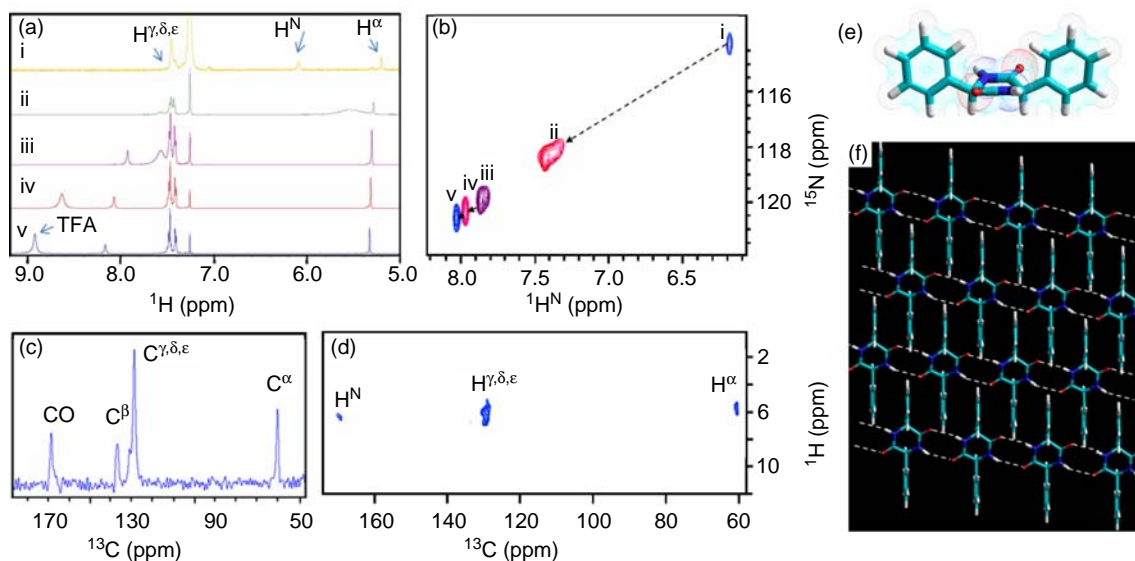 (a)
H^γ,δ,ε
H^N
H^α
i
ii
iii
iv
v
TFA
9.0 8.0 7.0 6.0 5.0
^1H (ppm)
(b)
i
ii
v iv iii
116
118
120
^15N (ppm)
8.0 7.5 7.0 6.5
^1H^N (ppm)
(c)
CO
C^β
C^γ,δ,ε
C^α
170 130 90 50
^13C (ppm)
(d)
H^N
H^γ,δ,ε
H^α
2
6
10
^1H (ppm)
160 140 120 100 80 60
^13C (ppm)
(e)
(f)